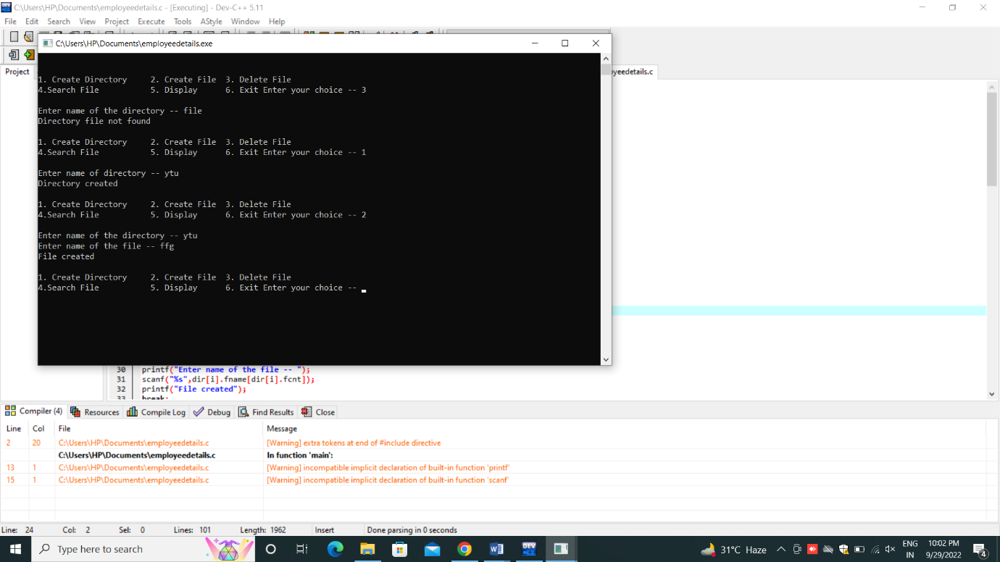 C:\Users\HP\Documents\employeedetails.c - [Executing] - Dev-C++ 5.11
File Edit Search View Project Execute Tools AStyle Window Help
C:\Users\HP\Documents\employeedetails.exe
Project
yeedetails.c
1. Create Directory 2. Create File 3. Delete File
4.Search File 5. Display 6. Exit Enter your choice -- 3
Enter name of the directory -- file
Directory file not found
1. Create Directory 2. Create File 3. Delete File
4.Search File 5. Display 6. Exit Enter your choice -- 1
Enter name of directory -- ytu
Directory created
1. Create Directory 2. Create File 3. Delete File
4.Search File 5. Display 6. Exit Enter your choice -- 2
Enter name of the directory -- ytu
Enter name of the file -- ffg
File created
1. Create Directory 2. Create File 3. Delete File
4.Search File 5. Display 6. Exit Enter your choice --
30 printf("Enter name of the file -- ");
31 scanf("%s",dir[i].fname[dir[i].fcnt]);
32 printf("File created");
33 break;
Compiler (4) Resources Compile Log Debug Find Results Close
Line Col File Message
2 20 C:\Users\HP\Documents\employeedetails.c [Warning] extra tokens at end of #include directive
C:\Users\HP\Documents\employeedetails.c In function 'main':
13 1 C:\Users\HP\Documents\employeedetails.c [Warning] incompatible implicit declaration of built-in function 'printf'
15 1 C:\Users\HP\Documents\employeedetails.c [Warning] incompatible implicit declaration of built-in function 'scanf'
Line: 24 Col: 2 Sel: 0 Lines: 101 Length: 1962 Insert Done parsing in 0 seconds
Type here to search
31°C Haze
ENG
IN
10:02 PM
9/29/2022
4